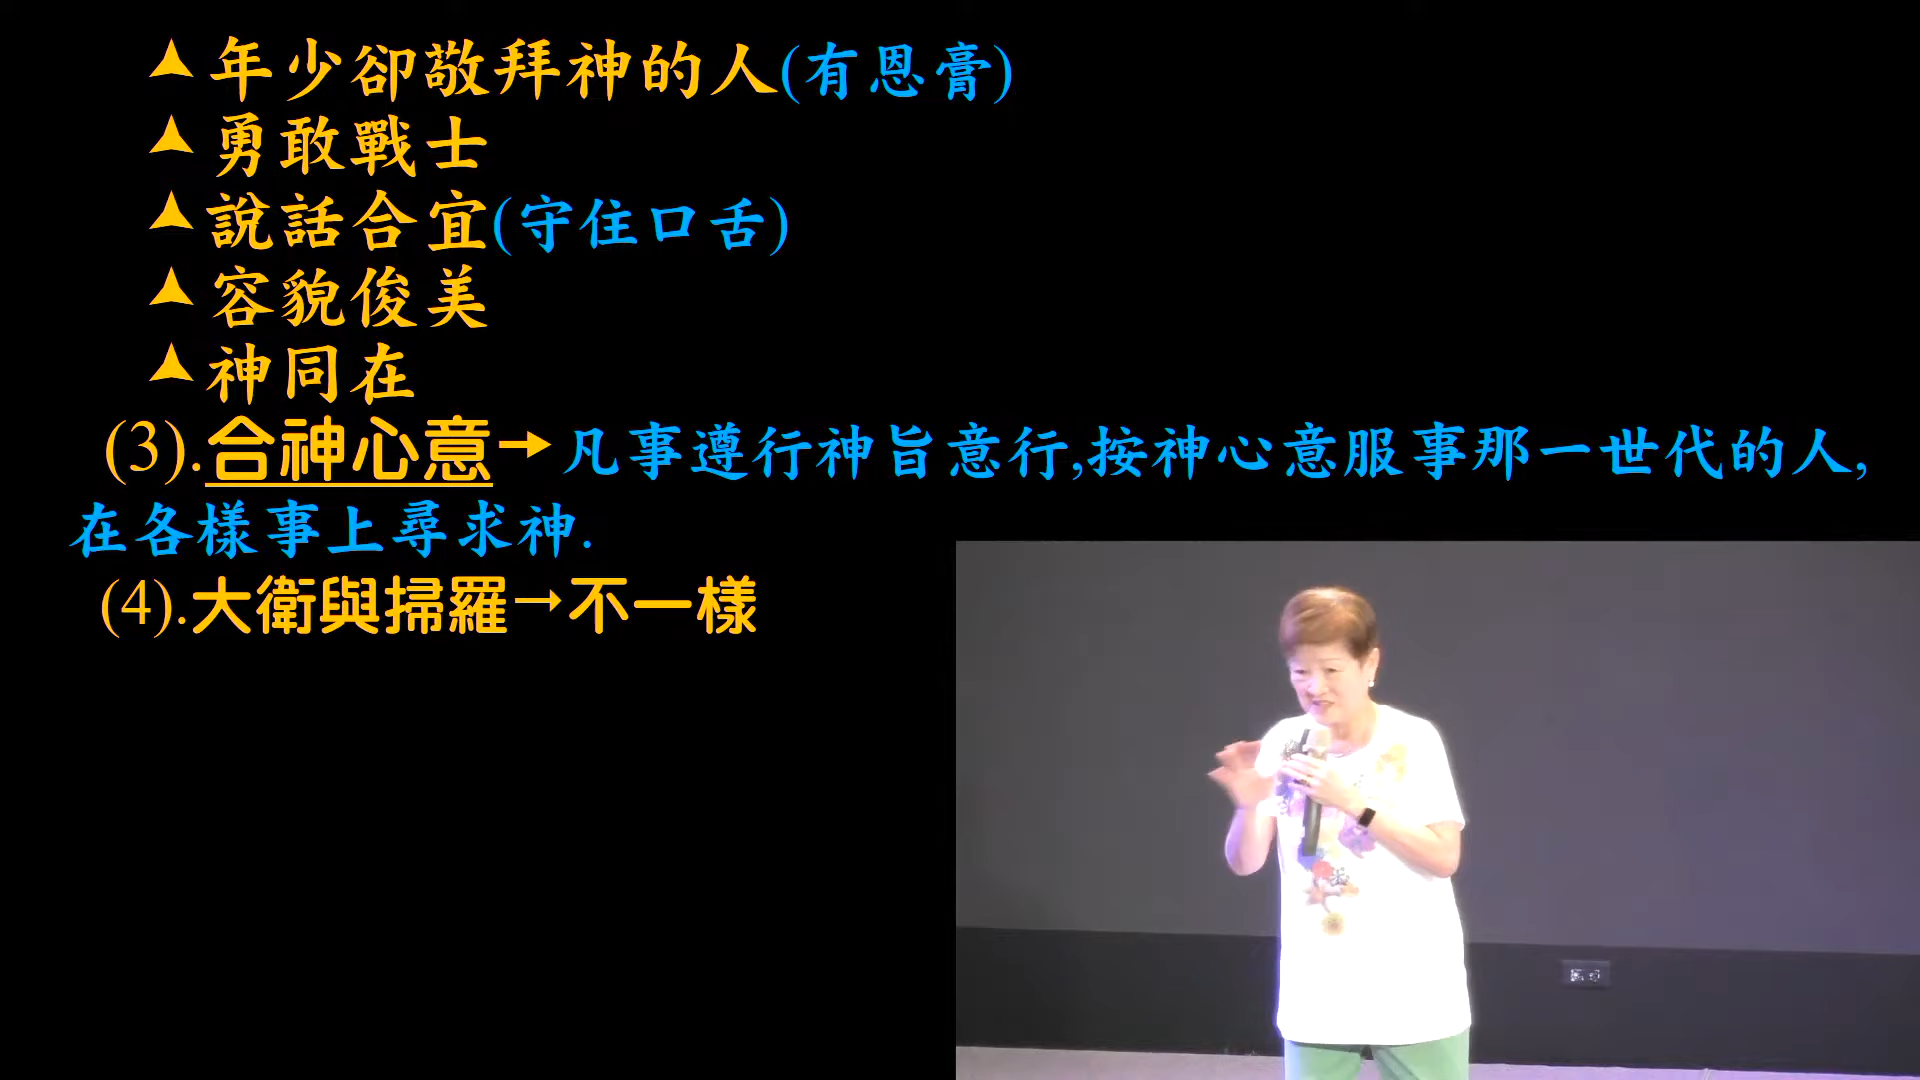 年少卻敬拜神的人(有恩膏)
勇敢戰士
說話合宜(守住口舌)
容貌俊美
神同在
(3).合神心意→凡事遵行神旨意行,按神心意服事那一世代的人,
在各樣事上尋求神.
(4).大衛與掃羅→不一樣